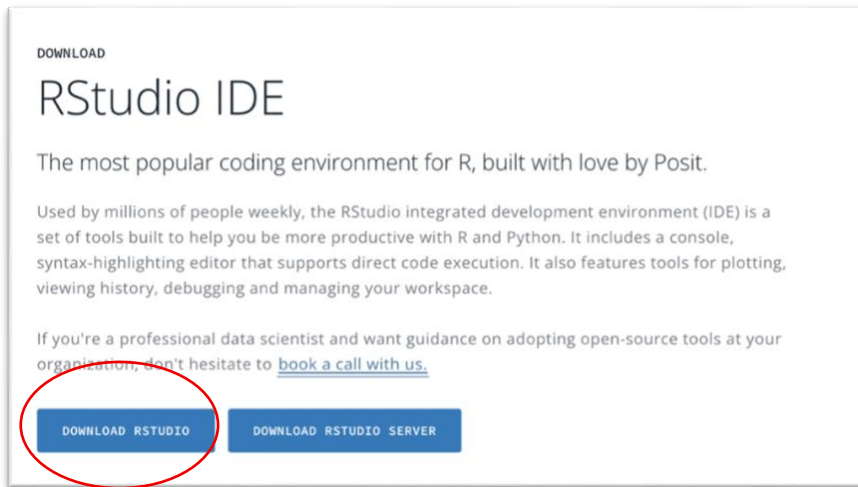 DOWNLOAD
RStudio IDE
The most popular coding environment for R, built with love by Posit.
Used by millions of people weekly, the RStudio integrated development environment (IDE) is a
set of tools built to help you be more productive with R and Python. It includes a console,
syntax-highlighting editor that supports direct code execution. It also features tools for plotting,
viewing history, debugging and managing your workspace.
If you're a professional data scientist and want guidance on adopting open-source tools at your
organization, don't hesitate to book a call with us.
DOWNLOAD RSTUDIO DOWNLOAD RSTUDIO SERVER